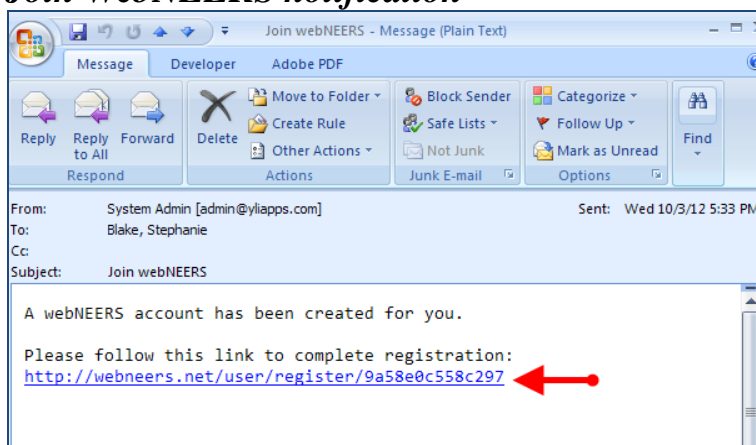 Join WebNEERS notification
Join webNEERS - Message (Plain Text)
Message Developer Adobe PDF
Reply
Reply to All
Forward
Respond
Delete
Move to Folder
Create Rule
Other Actions
Actions
Block Sender
Safe Lists
Not Junk
Junk E-mail
Categorize
Follow Up
Mark as Unread
Options
Find
From: System Admin [admin@yliapps.com] Sent: Wed 10/3/12 5:33 PM
To: Blake, Stephanie
Cc:
Subject: Join webNEERS
A webNEERS account has been created for you.
Please follow this link to complete registration:
http://webneers.net/user/register/9a58e0c558c297